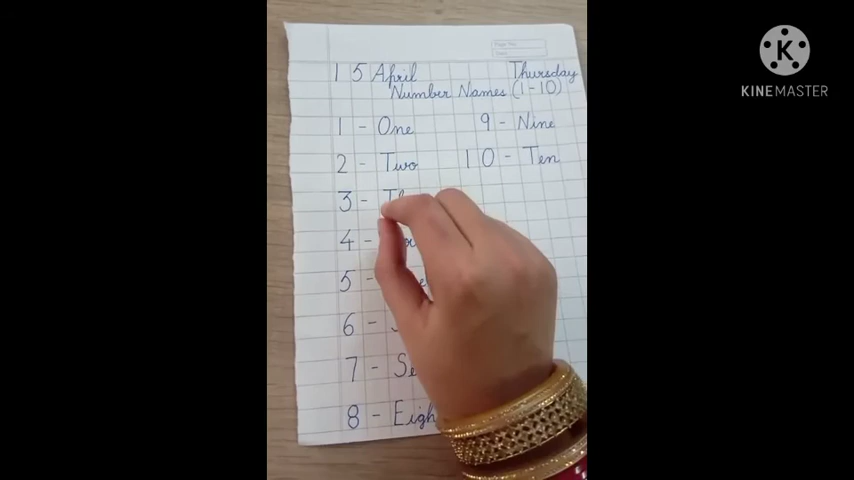 15 April Thursday
Number Names (1-10)
1 - One
2 - Two
3 -
4 -
5 -
6 -
7 -
8 -
9 - Nine
10 - Ten
KINEMASTER